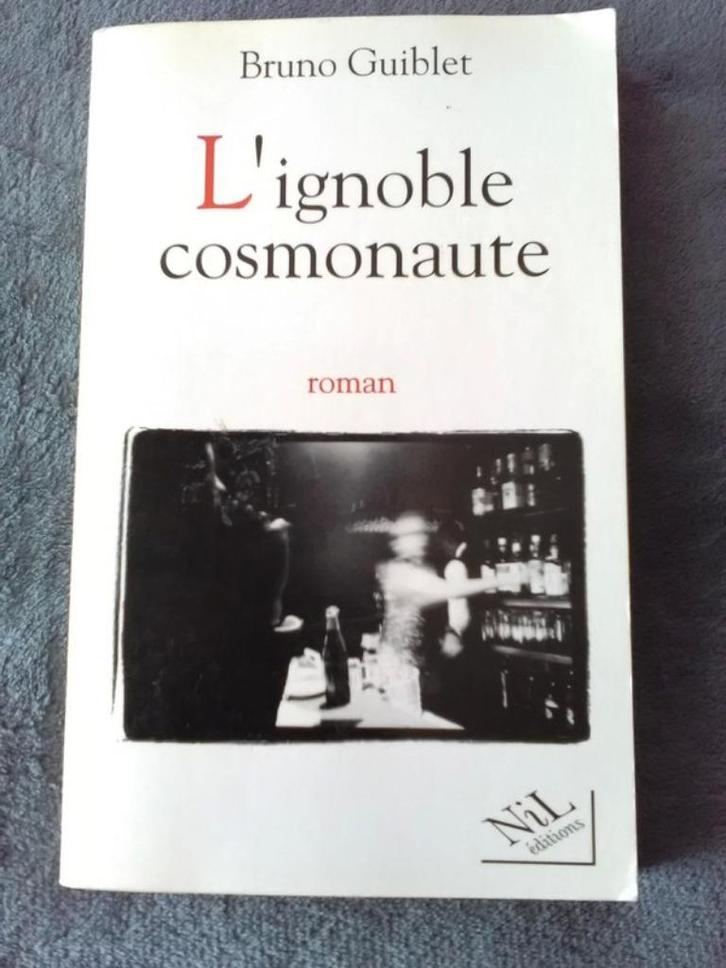 Bruno Guiblet
L'ignoble
cosmonaute
roman
NiL
éditions